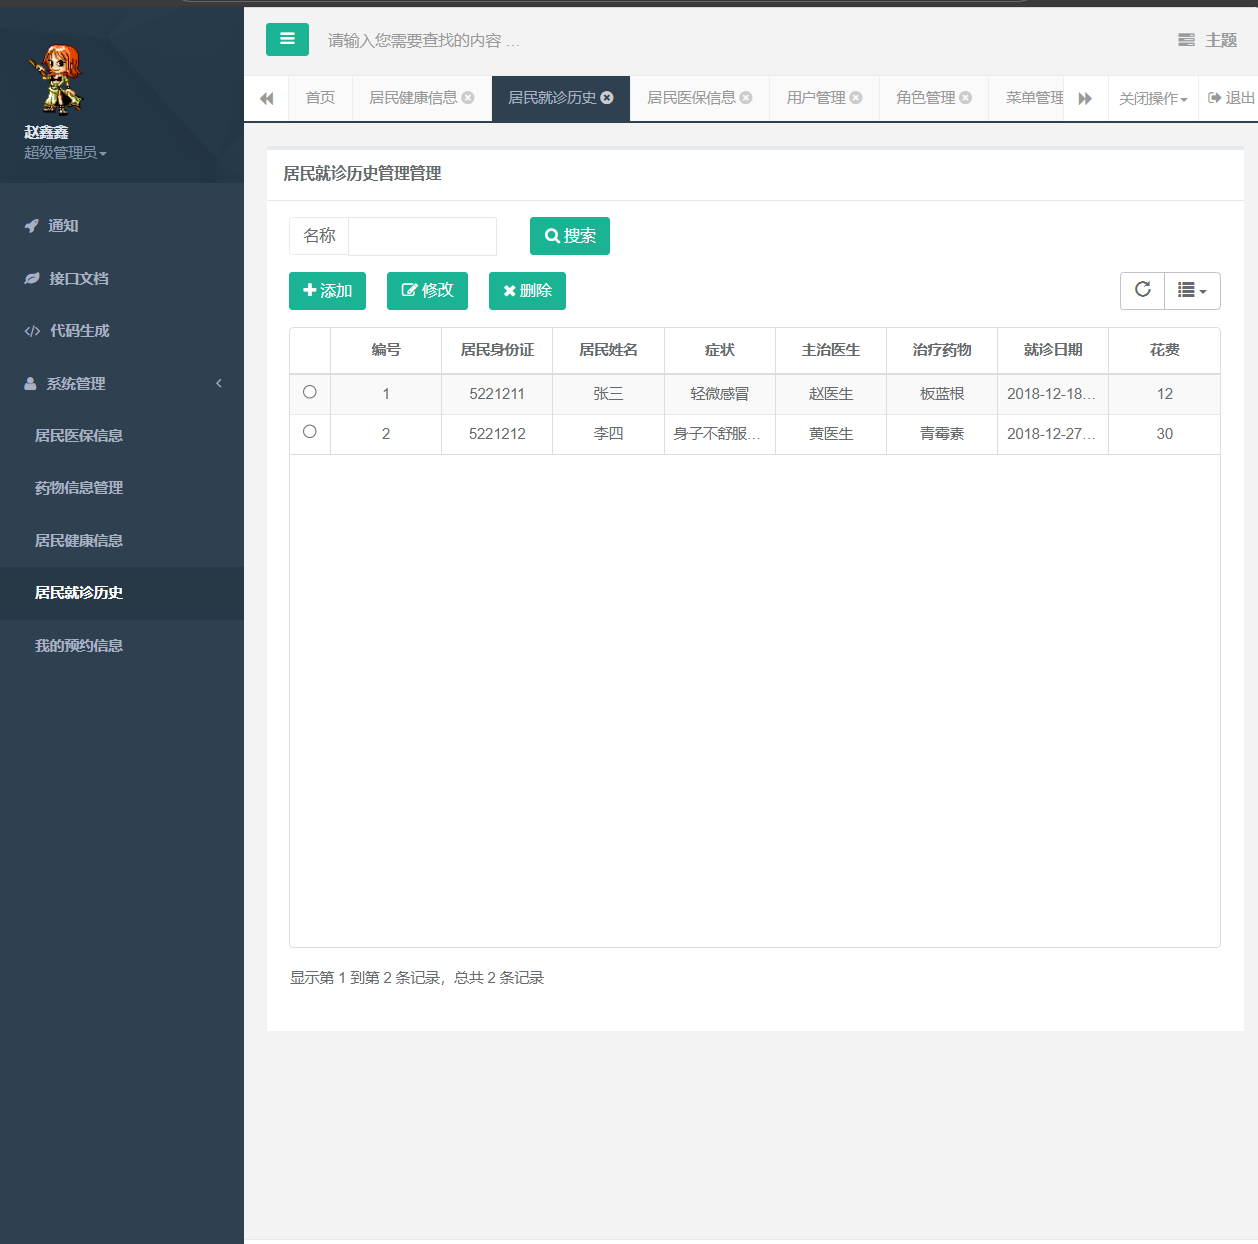 请输入您需要查找的内容 …
主题
首页 居民健康信息 居民就诊历史 居民医保信息 用户管理 角色管理 菜单管理 关闭操作 退出
赵鑫鑫
超级管理员
通知
接口文档
代码生成
系统管理
居民医保信息
药物信息管理
居民健康信息
居民就诊历史
我的预约信息
居民就诊历史管理管理
名称 搜索
添加 修改 删除
编号 居民身份证 居民姓名 症状 主治医生 治疗药物 就诊日期 花费
1 5221211 张三 轻微感冒 赵医生 板蓝根 2018-12-18... 12
2 5221212 李四 身子不舒服... 黄医生 青霉素 2018-12-27... 30
显示第 1 到第 2 条记录，总共 2 条记录